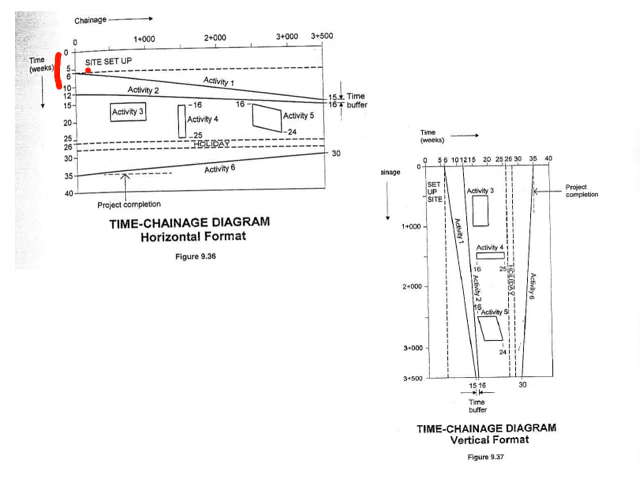 Chainage
0 1+000 2+000 3+000 3+500
Time
(weeks)
0
5
6
10
12
15
20
25
26
30
35
40
SITE SET UP
Activity 1
Activity 2
15
16
Time
buffer
Activity 3
16
Activity 4
25
16
Activity 5
24
HOLIDAY
30
Activity 6
Project completion
TIME-CHAINAGE DIAGRAM
Horizontal Format
Figure 9.36
Time
(weeks)
0 5 6 10 12 15 20 25 26 30 35 40
ainage
SET
UP
SITE
Activity 3
Project
completion
1+000
Activity 1
Activity 4
16 25
HOLIDAY
2+000
Activity 2
Activity 6
16
Activity 5
24
3+000
3+500
15 16 30
Time
buffer
TIME-CHAINAGE DIAGRAM
Vertical Format
Figure 9.37